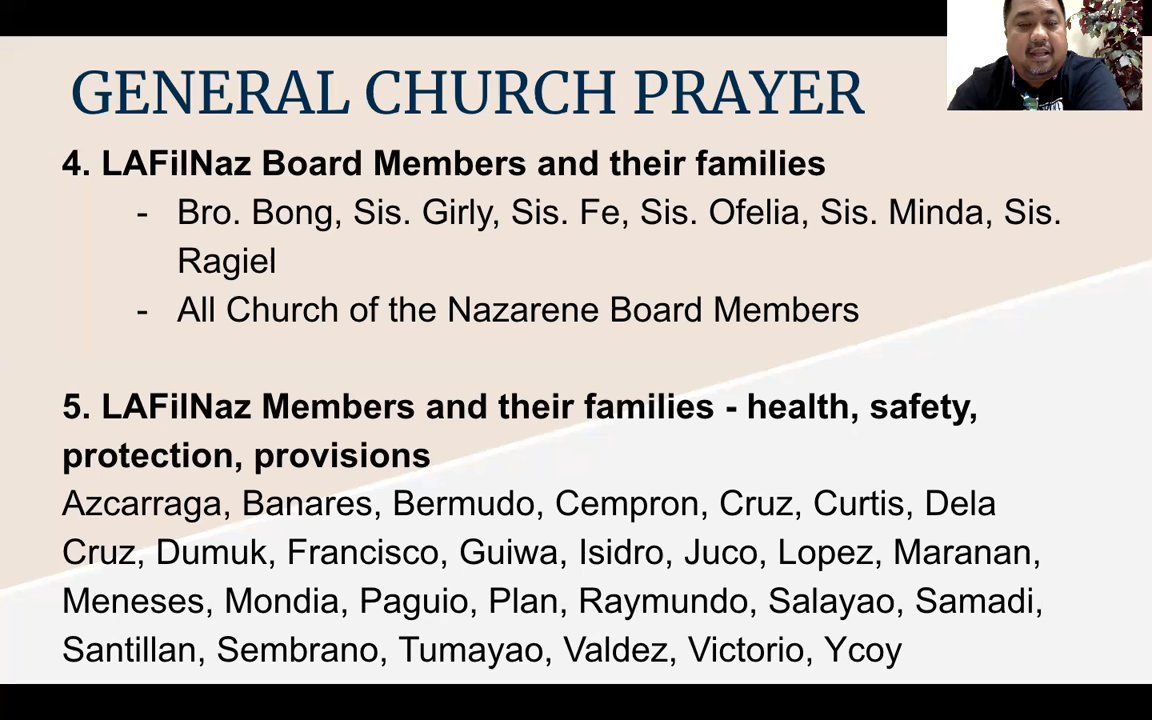 GENERAL CHURCH PRAYER
4. LAFilNaz Board Members and their families
- Bro. Bong, Sis. Girly, Sis. Fe, Sis. Ofelia, Sis. Minda, Sis.
Ragiel
- All Church of the Nazarene Board Members
5. LAFilNaz Members and their families - health, safety,
protection, provisions
Azcarraga, Banares, Bermudo, Cempron, Cruz, Curtis, Dela
Cruz, Dumuk, Francisco, Guiwa, Isidro, Juco, Lopez, Maranan,
Meneses, Mondia, Paguio, Plan, Raymundo, Salayao, Samadi,
Santillan, Sembrano, Tumayao, Valdez, Victorio, Ycoy